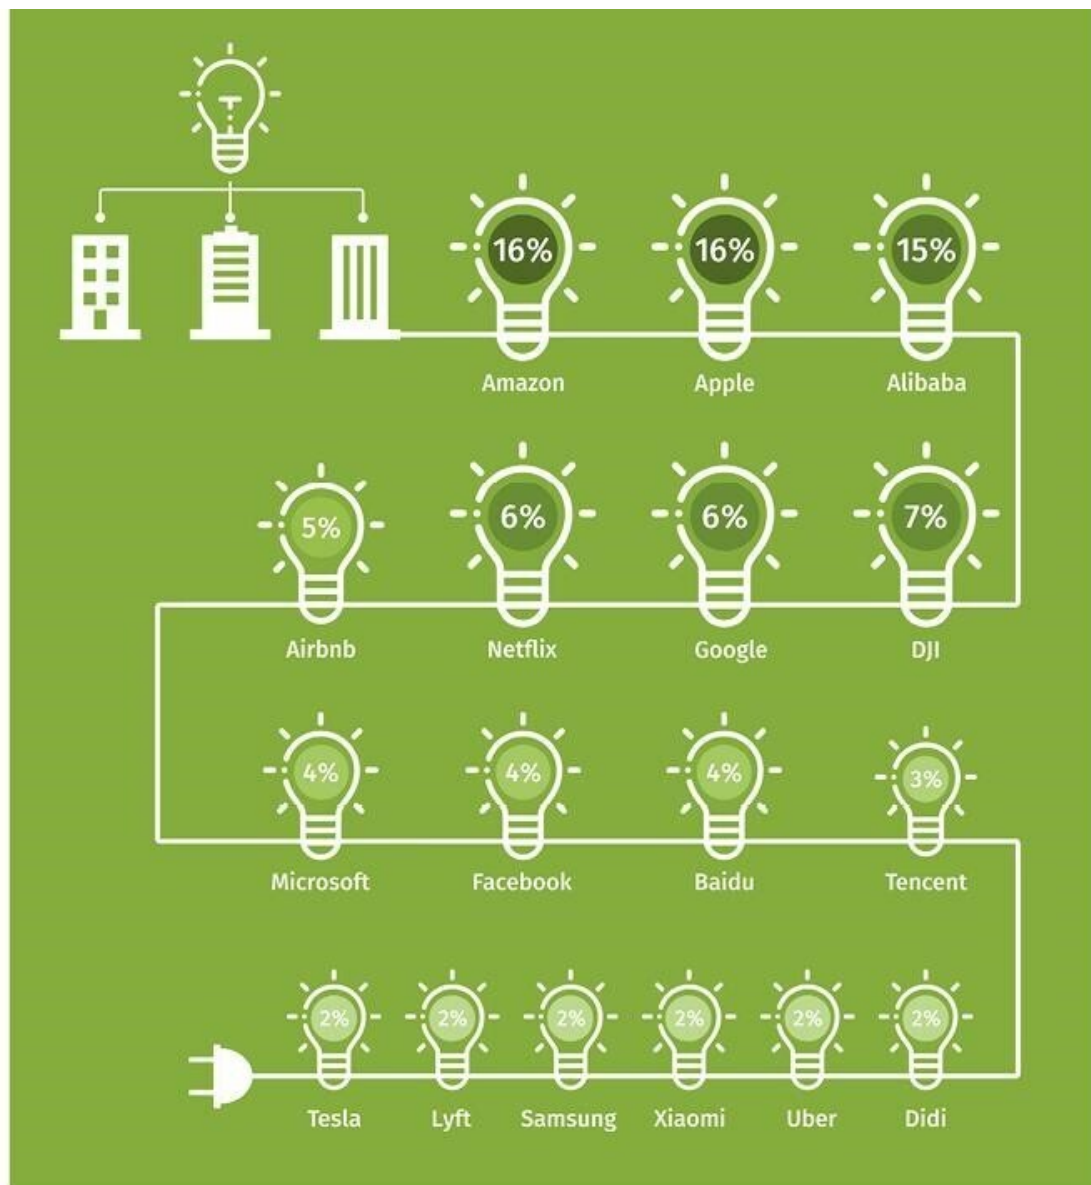 16% 16% 15%
Amazon Apple Alibaba
5% 6% 6% 7%
Airbnb Netflix Google DJI
4% 4% 4% 3%
Microsoft Facebook Baidu Tencent
2% 2% 2% 2% 2% 2%
Tesla Lyft Samsung Xiaomi Uber Didi